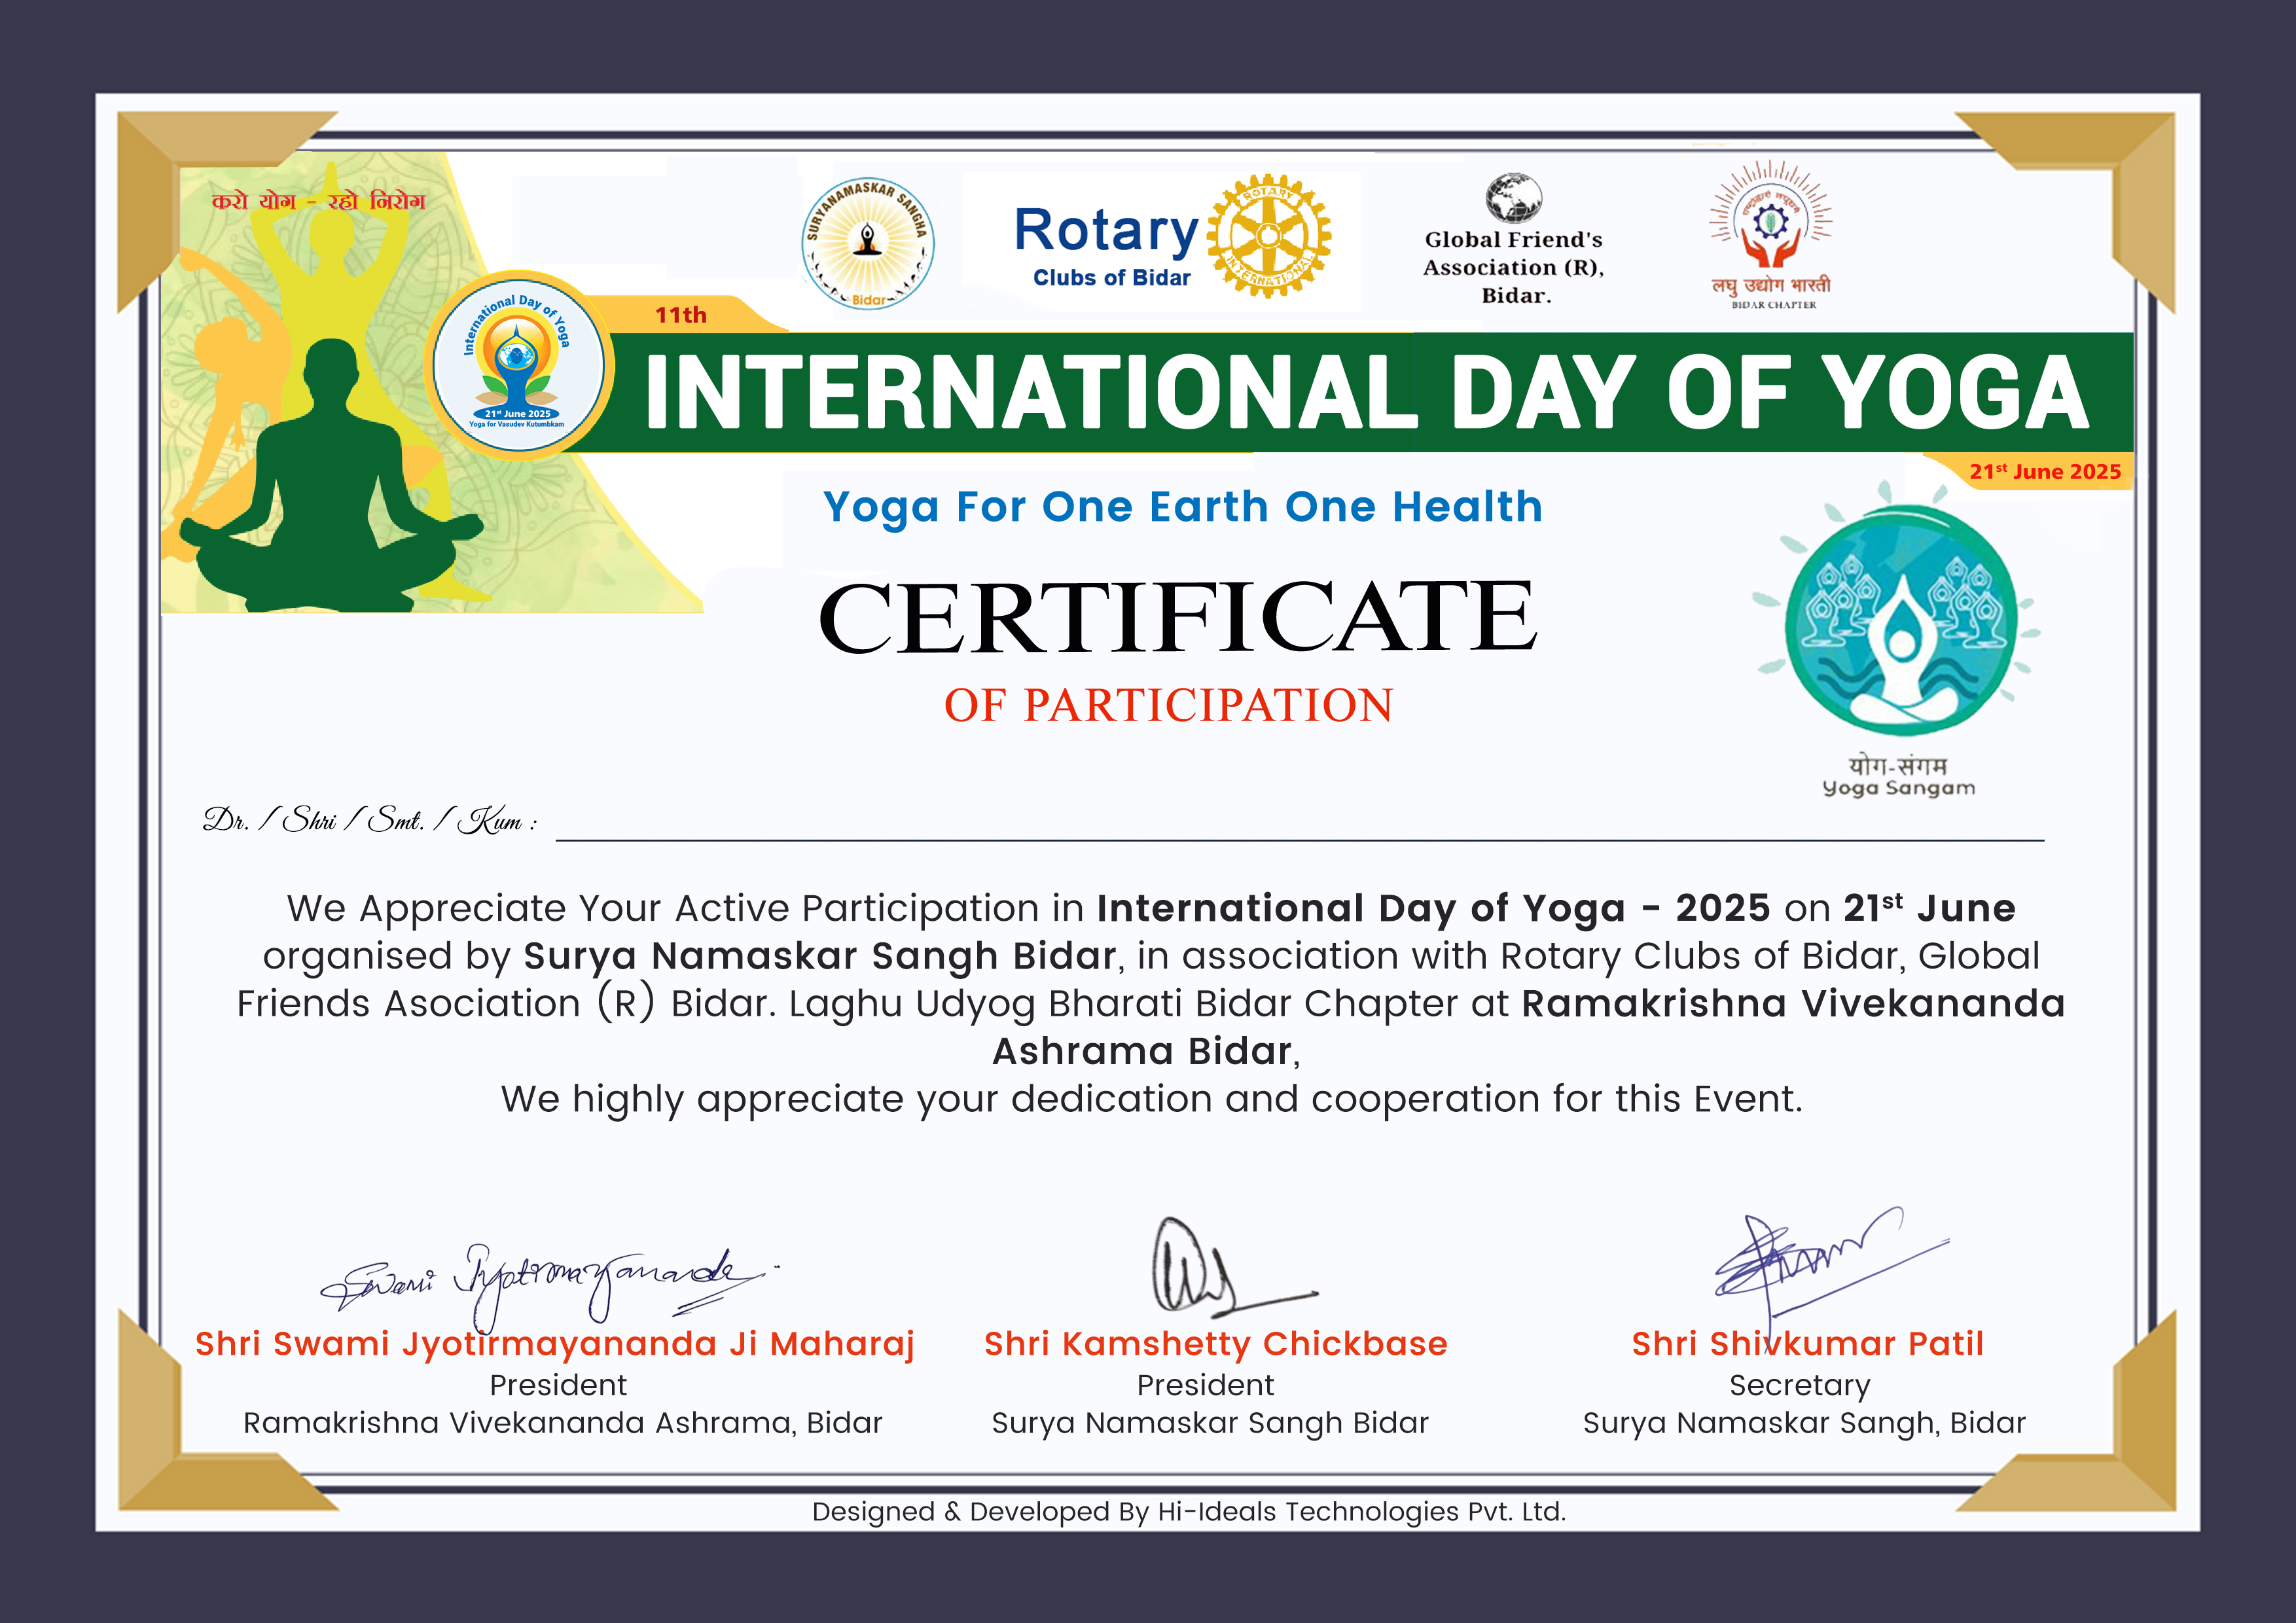 करो योग - रहो निरोग
SURYANAMASKAR SANGHA
Bidar
Rotary
Clubs of Bidar
ROTARY
INTERNATIONAL
Global Friend's
Association (R),
Bidar.
लघु उद्योग भारती
BIDAR CHAPTER
International Day of Yoga
21st June 2025
Yoga for Vasudev Kutumbkam
11th
INTERNATIONAL DAY OF YOGA
21st June 2025
Yoga For One Earth One Health
CERTIFICATE
OF PARTICIPATION
योग-संगम
Yoga Sangam
Dr. / Shri / Smt. / Kum :
We Appreciate Your Active Participation in International Day of Yoga - 2025 on 21st June
organised by Surya Namaskar Sangh Bidar, in association with Rotary Clubs of Bidar, Global
Friends Asociation (R) Bidar. Laghu Udyog Bharati Bidar Chapter at Ramakrishna Vivekananda
Ashrama Bidar,
We highly appreciate your dedication and cooperation for this Event.
Swami Jyotirmayananda
Shri Swami Jyotirmayananda Ji Maharaj
President
Ramakrishna Vivekananda Ashrama, Bidar
Shri Kamshetty Chickbase
President
Surya Namaskar Sangh Bidar
Shri Shivkumar Patil
Secretary
Surya Namaskar Sangh, Bidar
Designed & Developed By Hi-Ideals Technologies Pvt. Ltd.